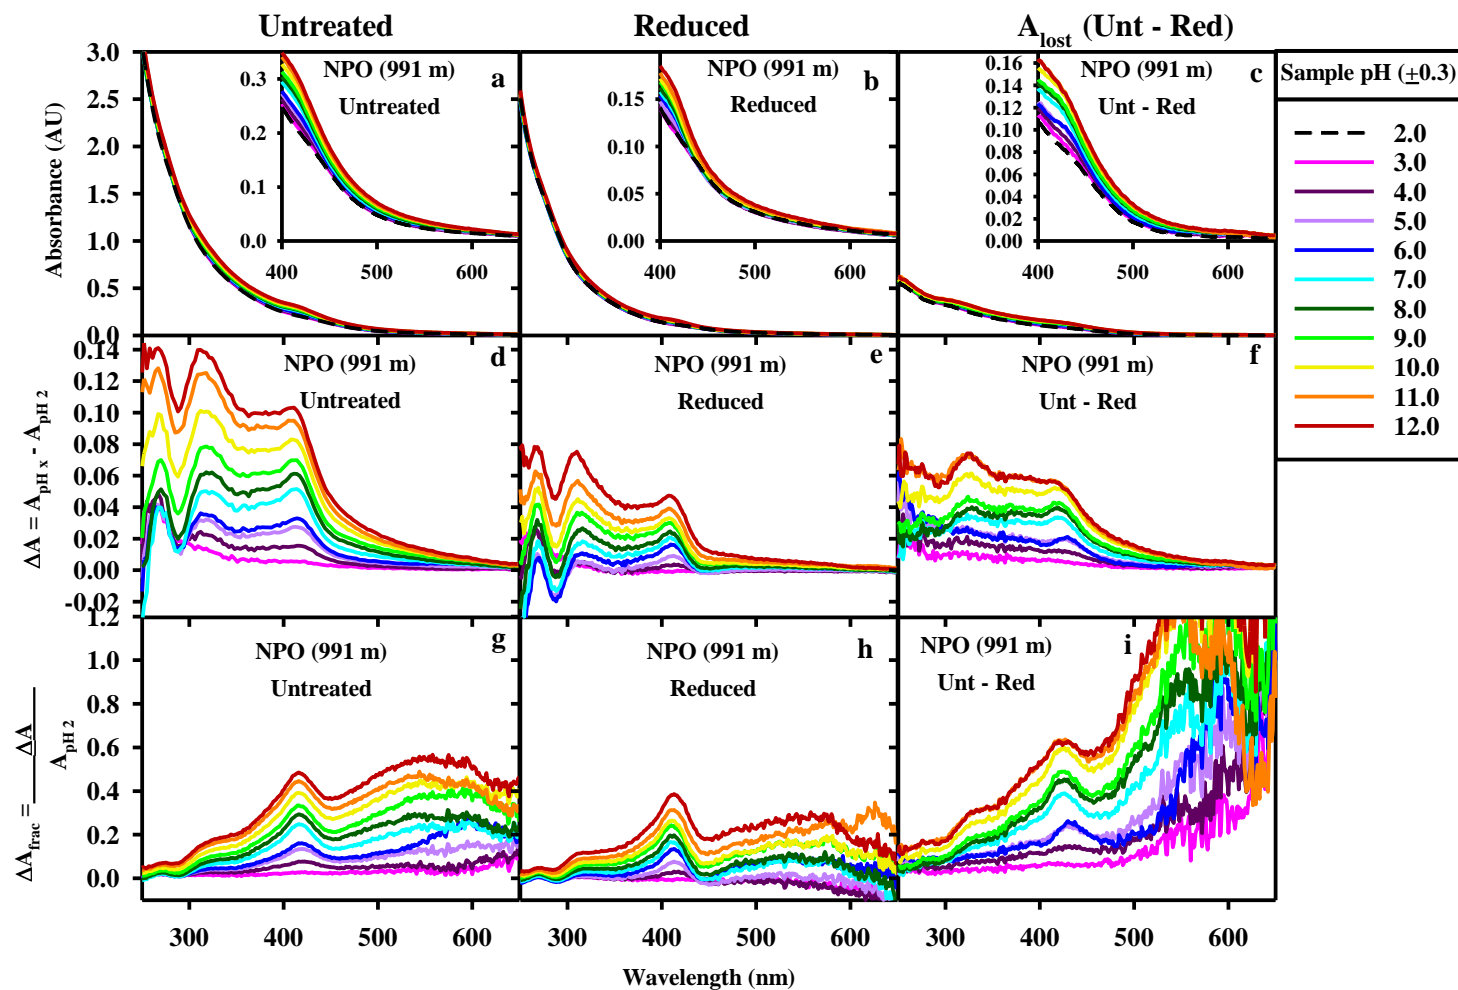 Untreated
Reduced
A_lost (Unt - Red)
3.0
2.5
2.0
1.5
1.0
0.5
0.0
Absorbance (AU)
NPO (991 m)
Untreated
a
0.3
0.2
0.1
0.0
400
500
600
NPO (991 m)
Reduced
b
0.15
0.10
0.05
0.00
400
500
600
NPO (991 m)
Unt - Red
c
0.16
0.14
0.12
0.10
0.08
0.06
0.04
0.02
0.00
400
500
600
Sample pH (±0.3)
2.0
3.0
4.0
5.0
6.0
7.0
8.0
9.0
10.0
11.0
12.0
0.14
0.12
0.10
0.08
0.06
0.04
0.02
0.00
-0.02
ΔA = A_pH x - A_pH 2
NPO (991 m)
Untreated
d
NPO (991 m)
Reduced
e
NPO (991 m)
Unt - Red
f
1.2
1.0
0.8
0.6
0.4
0.2
0.0
ΔA_frac = ΔA
A_pH 2
NPO (991 m)
Untreated
g
NPO (991 m)
Reduced
h
NPO (991 m)
Unt - Red
i
300
400
500
600
300
400
500
600
300
400
500
600
Wavelength (nm)